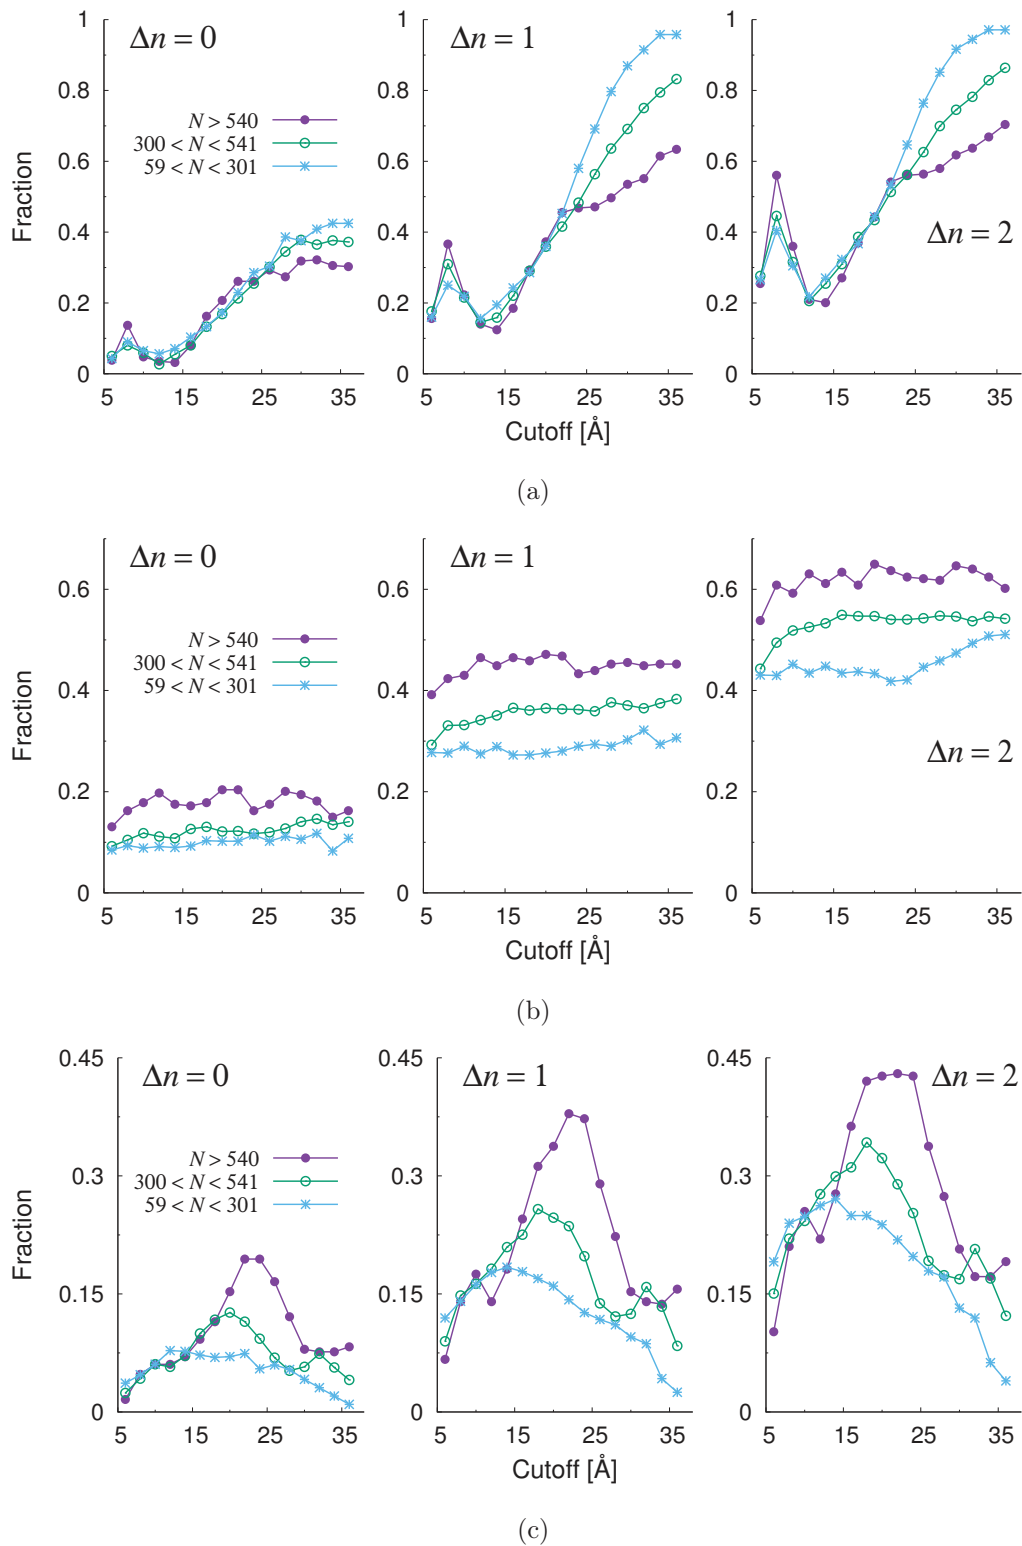 Δn = 0
Δn = 1
Δn = 2
N > 540
300 < N < 541
59 < N < 301
Fraction
0
0.2
0.4
0.6
0.8
1
5 15 25 35
0
0.2
0.4
0.6
0.8
1
5 15 25 35
0
0.2
0.4
0.6
0.8
1
5 15 25 35
Cutoff [Å]
(a)
Δn = 0
Δn = 1
Δn = 2
N > 540
300 < N < 541
59 < N < 301
Fraction
0
0.2
0.4
0.6
5 15 25 35
0
0.2
0.4
0.6
5 15 25 35
0
0.2
0.4
0.6
5 15 25 35
Cutoff [Å]
(b)
Δn = 0
Δn = 1
Δn = 2
N > 540
300 < N < 541
59 < N < 301
Fraction
0
0.15
0.3
0.45
5 15 25 35
0
0.15
0.3
0.45
5 15 25 35
0
0.15
0.3
0.45
5 15 25 35
Cutoff [Å]
(c)